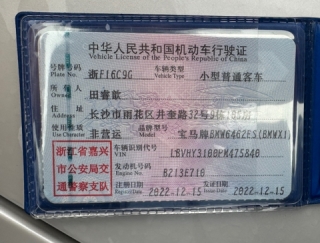 中华人民共和国机动车行驶证
Vehicle License of the People's Republic of China
号牌号码
Plate No.
浙F16C9G
车辆类型
Vehicle Type
小型普通客车
所有人
Owner
田睿歆
住址
Address
长沙市雨花区井奎路32号
使用性质
Use Character
非营运
品牌型号
Model
宝马牌BMW6462ES(BMWX1)
浙江省嘉兴
市公安局交
通警察支队
车辆识别代号
VIN
LBVHY3100PM475840
发动机号码
Engine No.
B213E710
注册日期
Register Date
2022-12-15
发证日期
Issue Date
2022-12-15